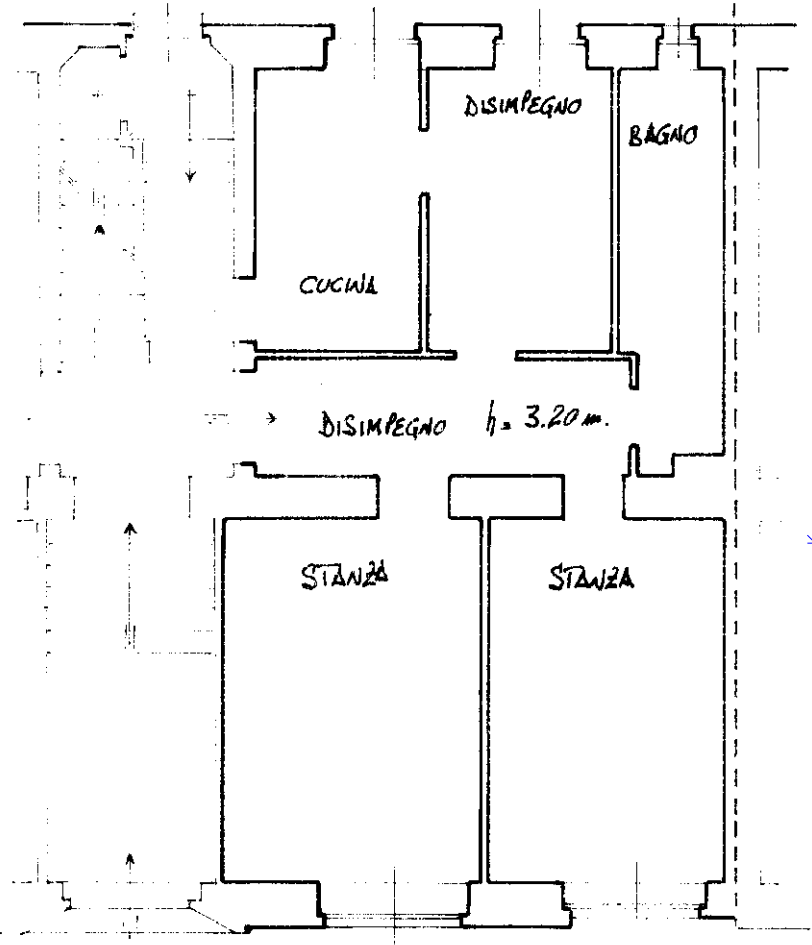 DISIMPEGNO
BAGNO
CUCINA
DISIMPEGNO h= 3.20 m.
STANZA
STANZA